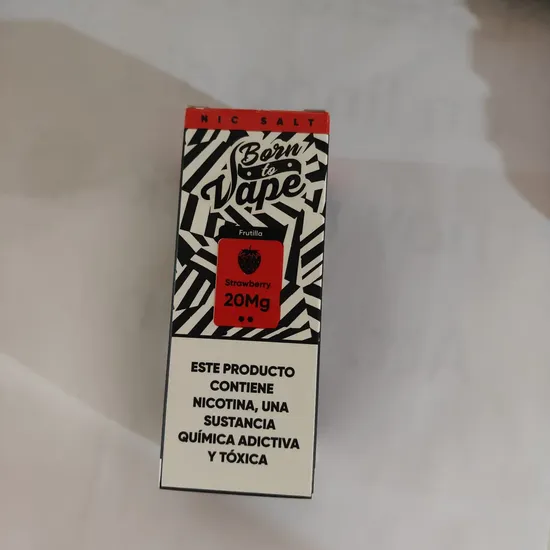 NIC SALT
Born
to
Vape
Frutilla
Strawberry
20Mg
ESTE PRODUCTO
CONTIENE
NICOTINA, UNA
SUSTANCIA
QUÍMICA ADICTIVA
Y TÓXICA